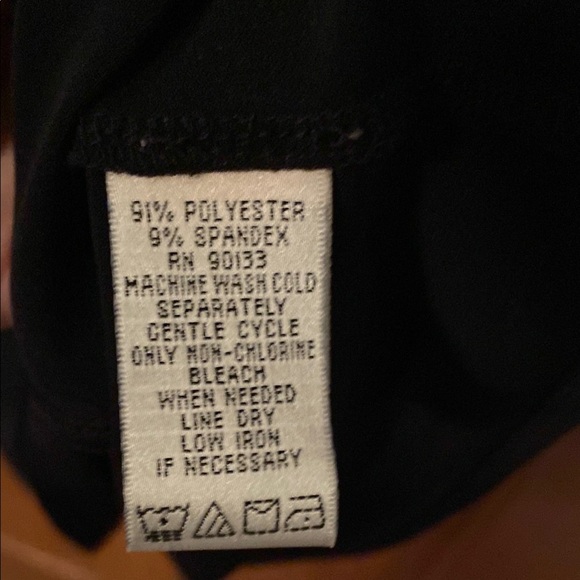 91% POLYESTER
9% SPANDEX
RN 90133
MACHINE WASH COLD
SEPARATELY
GENTLE CYCLE
ONLY NON-CHLORINE
BLEACH
WHEN NEEDED
LINE DRY
LOW IRON
IF NECESSARY